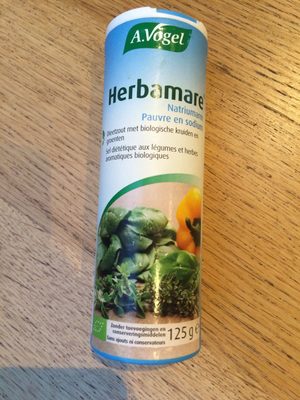 A.Vogel
Herbamare
Natriumarm
Pauvre en sodium
Dieetzout met biologische kruiden en
groenten
Sel diététique aux légumes et herbes
aromatiques biologiques
Zonder toevoegingen en
conserveringsmiddelen
Sans ajouts ni conservateurs
125 g e